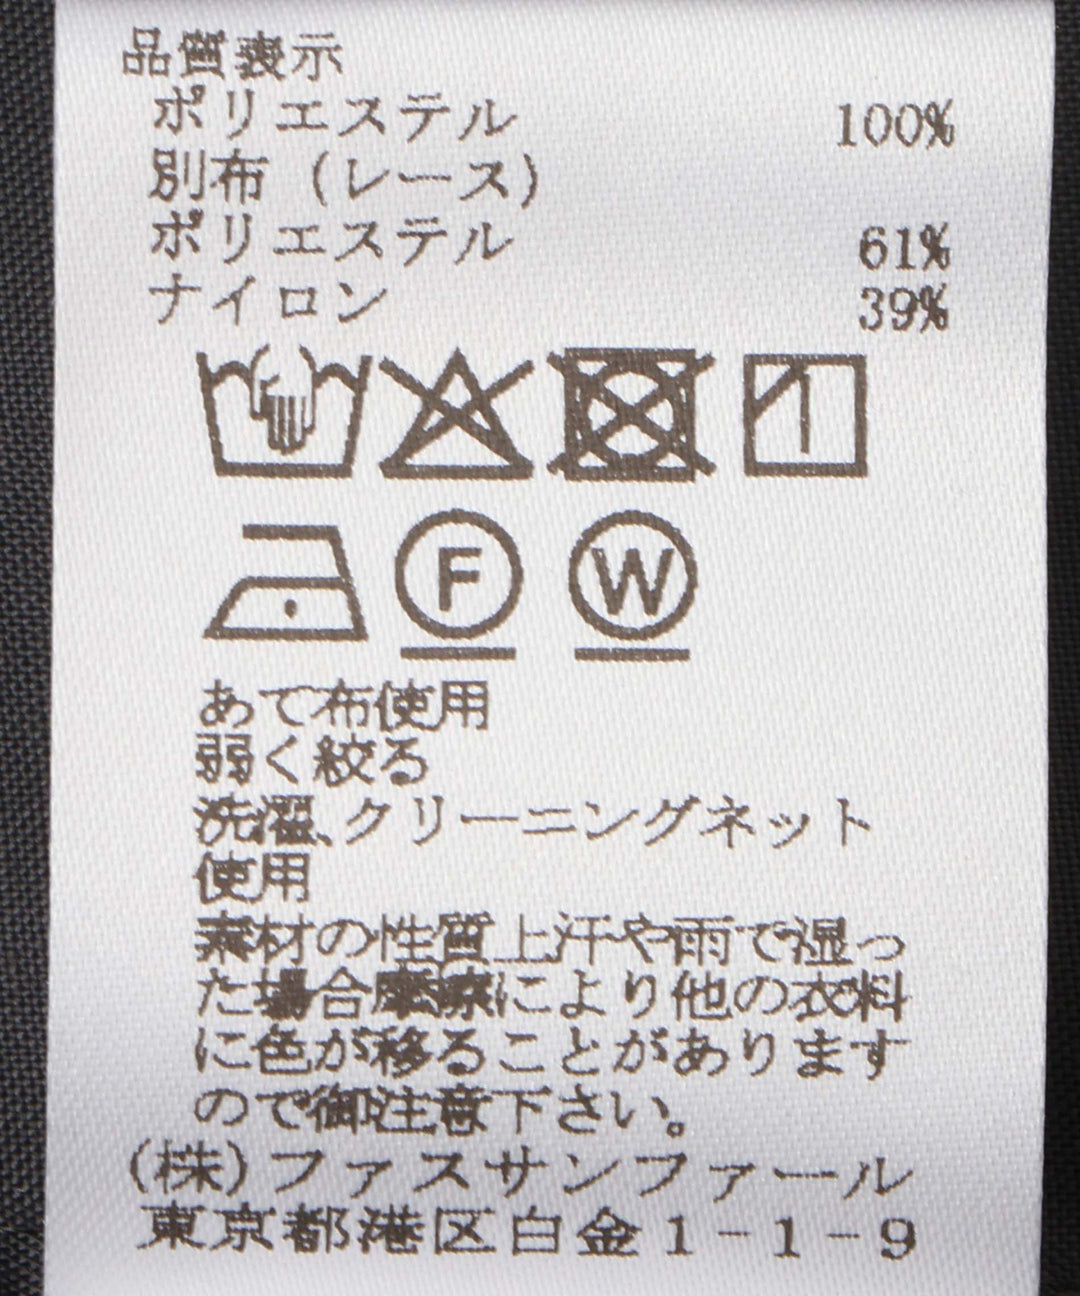 品質表示
ポリエステル 100%
別布 (レース)
ポリエステル 61%
ナイロン 39%
F W
あて布使用
弱く絞る
洗濯、クリーニングネット
使用
素材の性質上汗や雨で湿っ
た場合摩擦により他の衣料
に色が移ることがあります
ので御注意下さい。
(株)ファスサンファール
東京都港区白金1-1-9